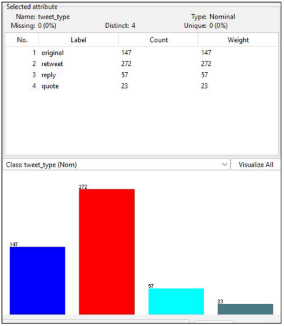 Selected attribute
Name: tweet_type Type: Nominal
Missing: 0 (0%) Distinct: 4 Unique: 0 (0%)
No. Label Count Weight
1 original 147 147
2 retweet 272 272
3 reply 57 57
4 quote 23 23
Class: tweet_type (Nom) Visualize All
272
147
57
23